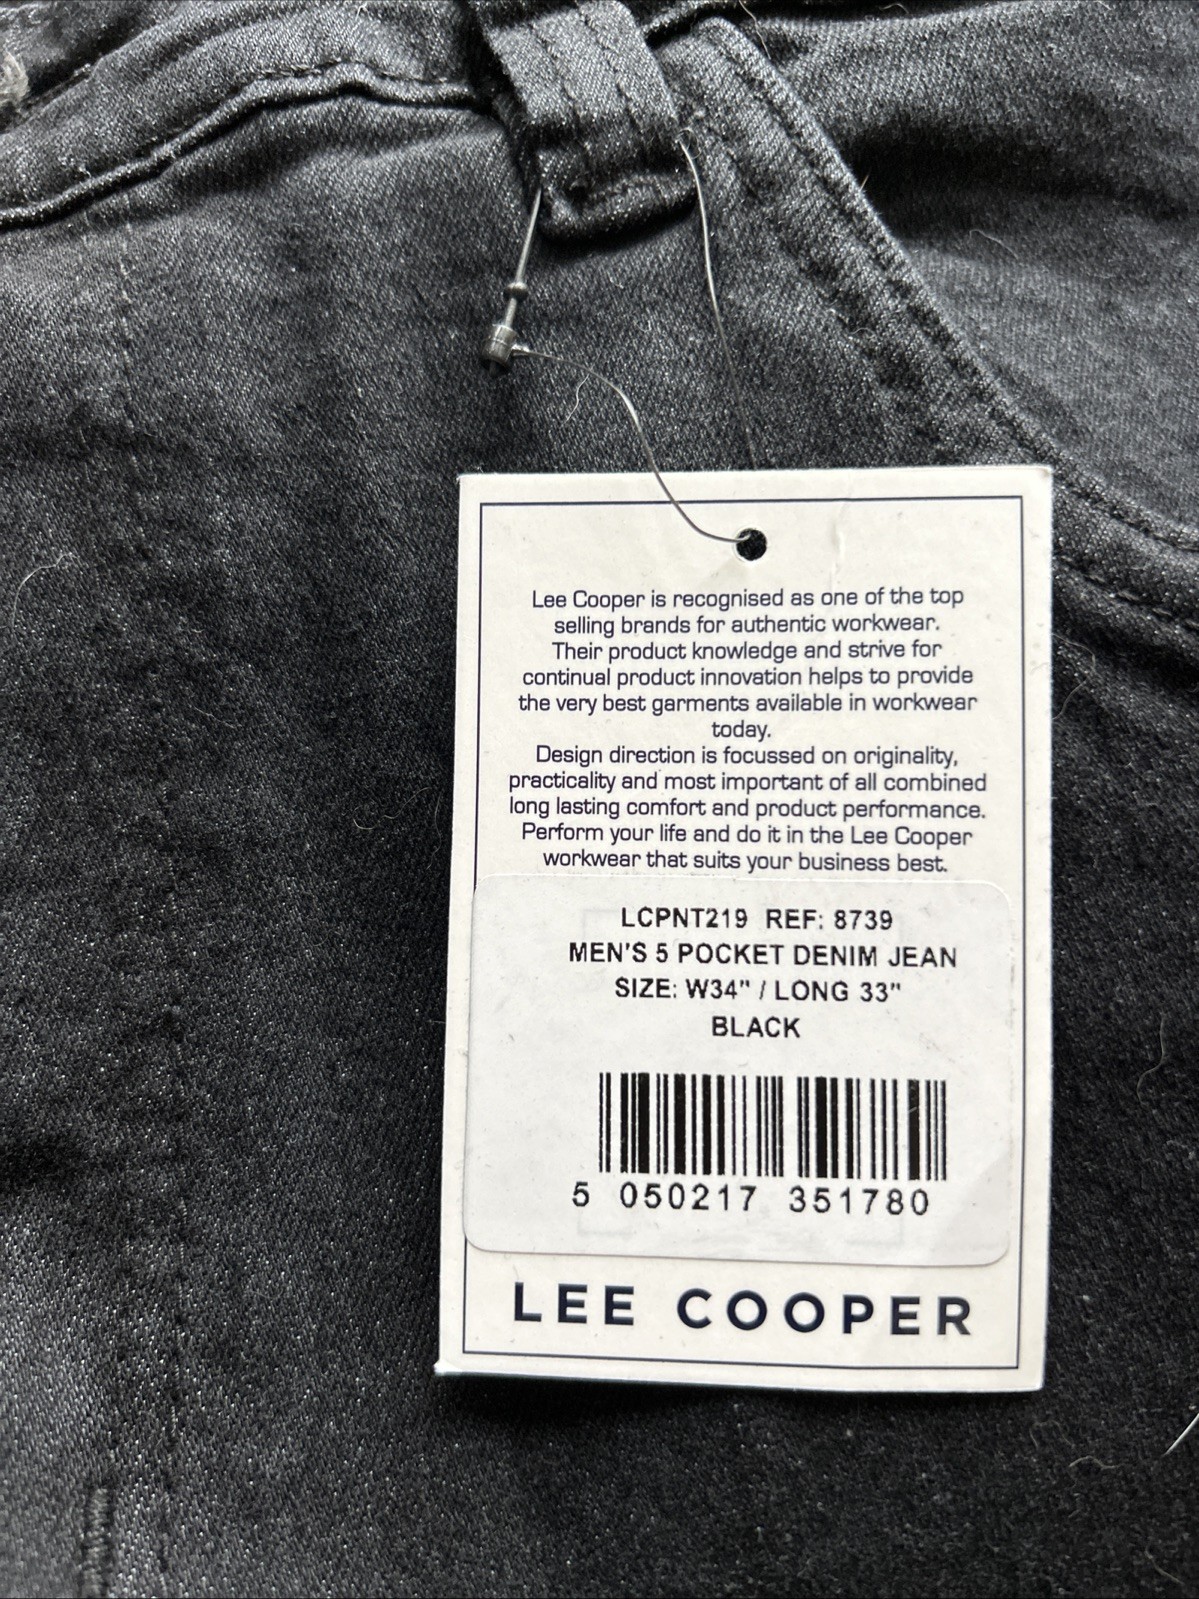 Lee Cooper is recognised as one of the top
selling brands for authentic workwear.
Their product knowledge and strive for
continual product innovation helps to provide
the very best garments available in workwear
today.
Design direction is focussed on originality,
practicality and most important of all combined
long lasting comfort and product performance.
Perform your life and do it in the Lee Cooper
workwear that suits your business best.
LCPNT219 REF: 8739
MEN'S 5 POCKET DENIM JEAN
SIZE: W34" / LONG 33"
BLACK
5 050217 351780
LEE COOPER